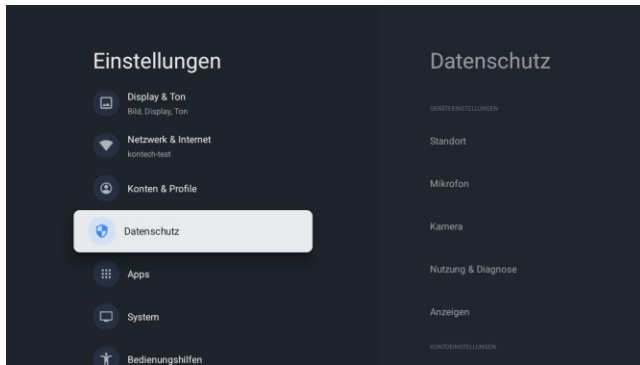 Einstellungen
Display & Ton
Bild, Display, Ton
Netzwerk & Internet
kontech-test
Konten & Profile
Datenschutz
Apps
System
Bedienungshilfen
Datenschutz
GERÄTEEINSTELLUNGEN
Standort
Mikrofon
Kamera
Nutzung & Diagnose
Anzeigen
KONTOEINSTELLUNGEN